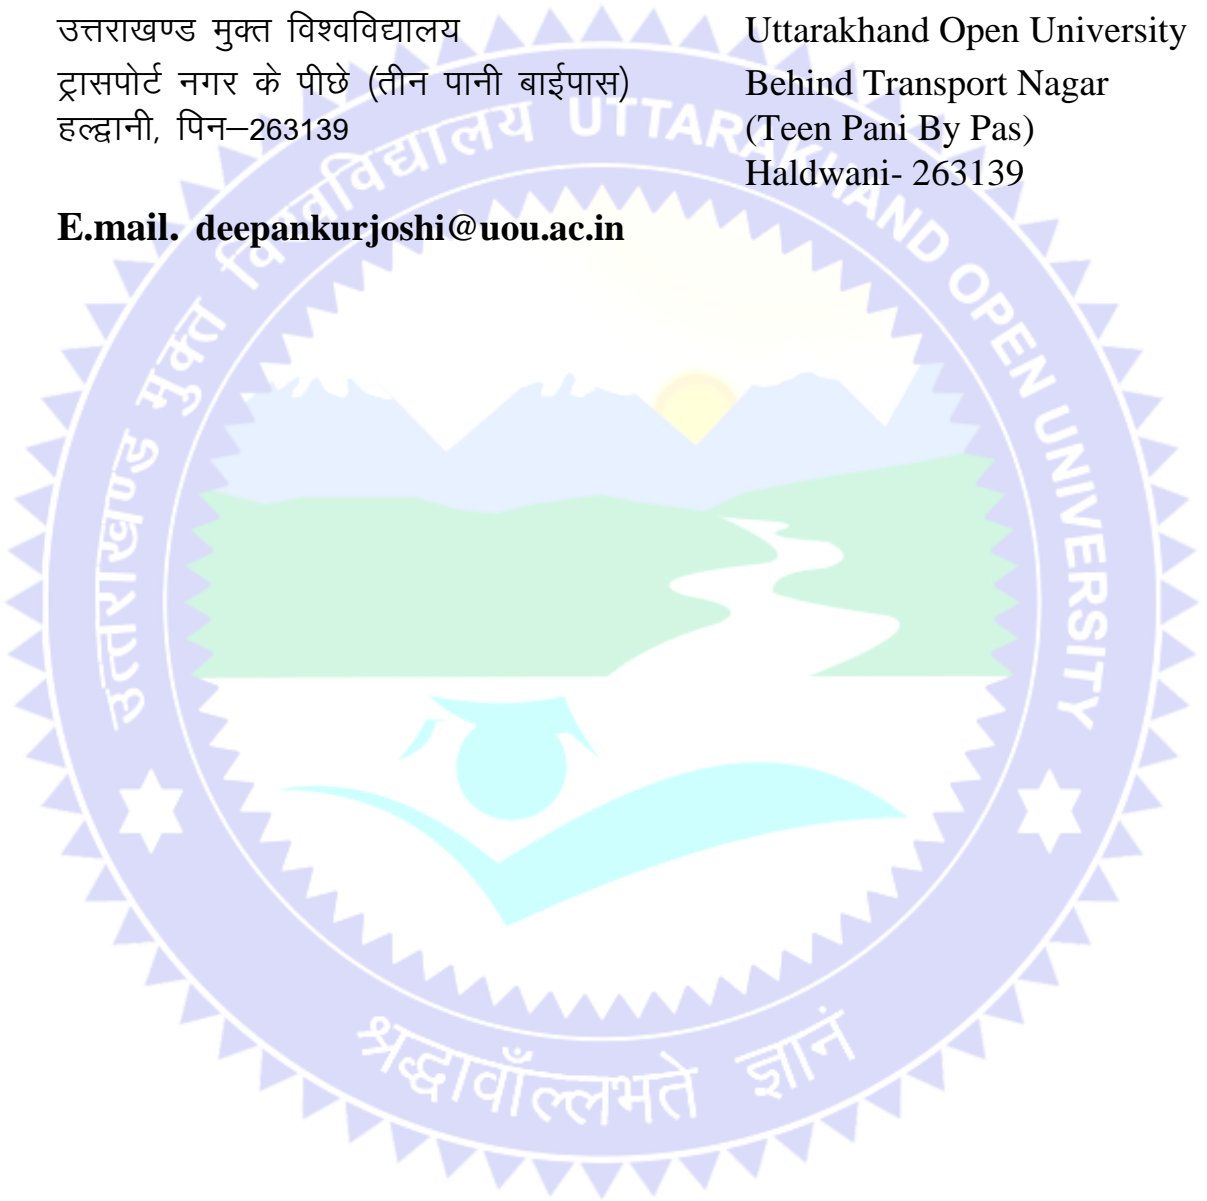 उत्तराखण्ड मुक्त विश्वविद्यालय
ट्रासपोर्ट नगर के पीछे (तीन पानी बाईपास)
हल्द्वानी, पिन–263139
E.mail. deepankurjoshi@uou.ac.in
Uttarakhand Open University
Behind Transport Nagar
(Teen Pani By Pas)
Haldwani- 263139
उत्तराखण्ड मुक्त विश्वविद्यालय UTTARAKHAND OPEN UNIVERSITY
श्रद्धावाँल्लभते ज्ञानं